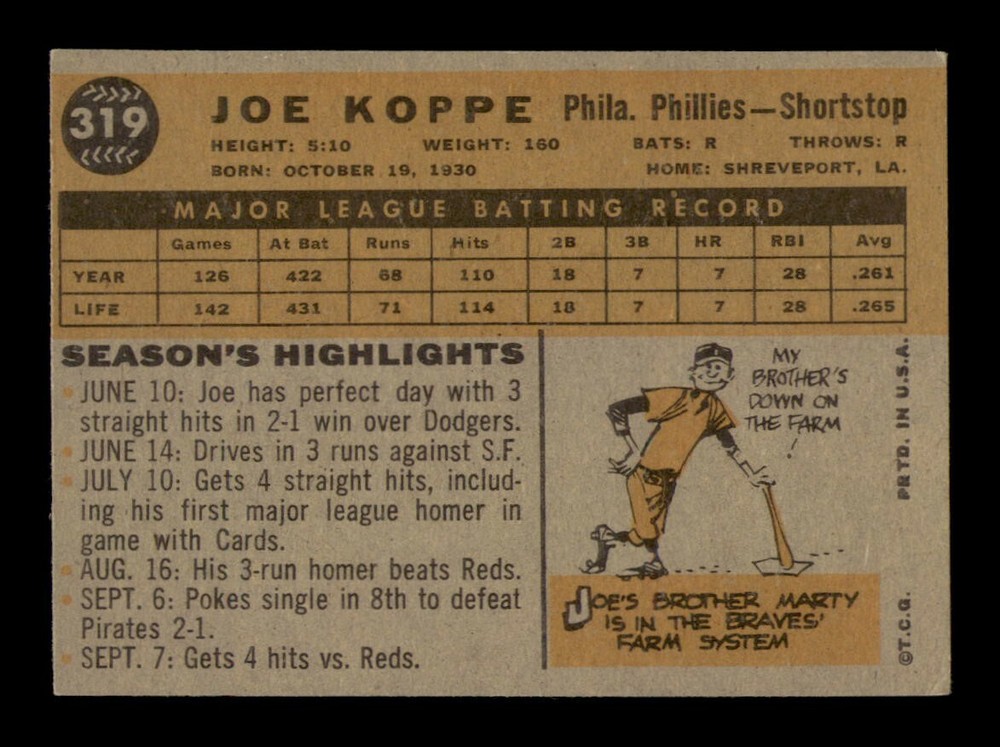 319
JOE KOPPE Phila. Phillies—Shortstop
HEIGHT: 5:10 WEIGHT: 160 BATS: R THROWS: R
BORN: OCTOBER 19, 1930 HOME: SHREVEPORT, LA.
MAJOR LEAGUE BATTING RECORD
Games At Bat Runs Hits 2B 3B HR RBI Avg
YEAR 126 422 68 110 18 7 7 28 .261
LIFE 142 431 71 114 18 7 7 28 .265
SEASON'S HIGHLIGHTS
JUNE 10: Joe has perfect day with 3
straight hits in 2-1 win over Dodgers.
JUNE 14: Drives in 3 runs against S.F.
JULY 10: Gets 4 straight hits, includ-
ing his first major league homer in
game with Cards.
AUG. 16: His 3-run homer beats Reds.
SEPT. 6: Pokes single in 8th to defeat
Pirates 2-1.
SEPT. 7: Gets 4 hits vs. Reds.
MY
BROTHER'S
DOWN ON
THE FARM
!
JOE'S BROTHER MARTY
IS IN THE BRAVES'
FARM SYSTEM
©T.C.G. PRTD. IN U.S.A.